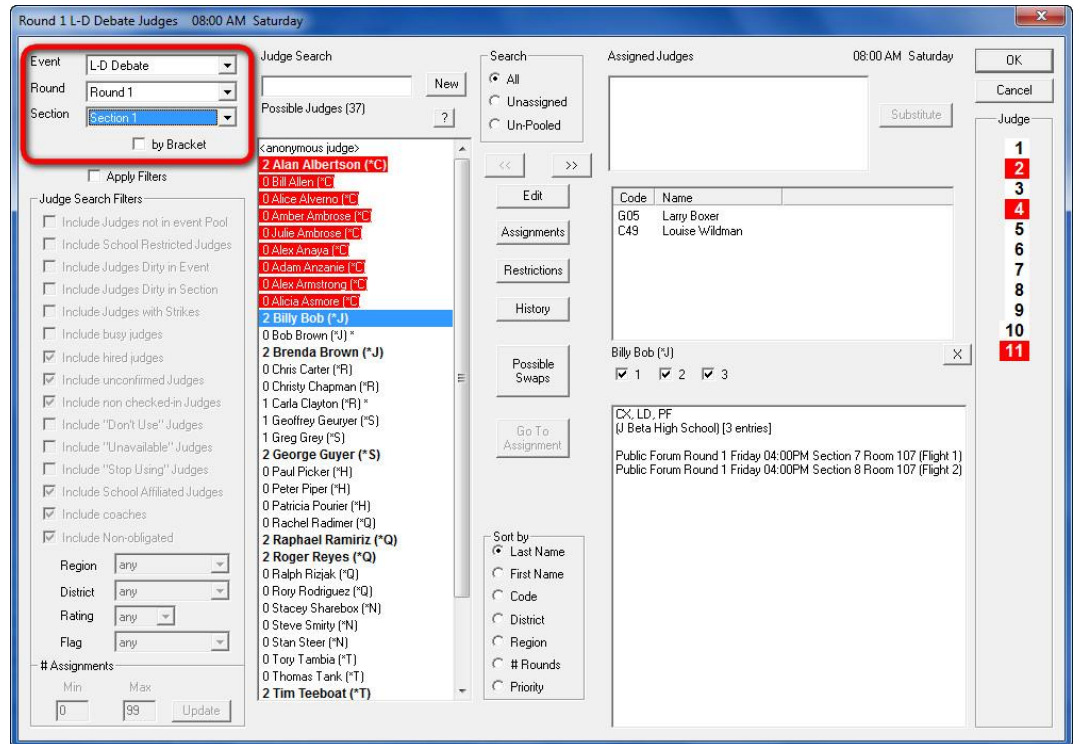 Round 1 L-D Debate Judges 08:00 AM Saturday
Event L-D Debate
Round Round 1
Section Section 1
by Bracket
Apply Filters
Judge Search Filters
Include Judges not in event Pool
Include School Restricted Judges
Include Judges Dirty in Event
Include Judges Dirty in Section
Include Judges with Strikes
Include busy judges
Include hired judges
Include unconfirmed Judges
Include non checked-in Judges
Include "Don't Use" Judges
Include "Unavailable" Judges
Include "Stop Using" Judges
Include School Affiliated Judges
Include coaches
Include Non-obligated
Region any
District any
Rating any
Flag any
# Assignments
Min Max
0 99 Update
Judge Search
New
Possible Judges (37)
?
<anonymous judge>
2 Alan Albertson (*C)
0 Bill Allen (*C)
0 Alice Alverno (*C)
0 Amber Ambrose (*C)
0 Julie Ambrose (*C)
0 Alex Anaya (*C)
0 Adam Anzanie (*C)
0 Alex Armstrong (*C)
0 Alicia Asmore (*C)
2 Billy Bob (*J)
0 Bob Brown (*J) *
2 Brenda Brown (*J)
0 Chris Carter (*R)
0 Christy Chapman (*R)
1 Carla Clayton (*R) *
1 Geoffrey Geuryer (*S)
1 Greg Grey (*S)
2 George Guyer (*S)
0 Paul Picker (*H)
0 Peter Piper (*H)
0 Patricia Pourier (*H)
0 Rachel Radimer (*Q)
2 Raphael Ramiriz (*Q)
2 Roger Reyes (*Q)
0 Ralph Rizjak (*Q)
0 Rory Rodriguez (*Q)
0 Stacey Sharebox (*N)
0 Steve Smirty (*N)
0 Stan Steer (*N)
0 Tory Tambia (*T)
0 Thomas Tank (*T)
2 Tim Teeboat (*T)
Search
All
Unassigned
Un-Pooled
<< >>
Edit
Assignments
Restrictions
History
Possible
Swaps
Go To
Assignment
Sort by
Last Name
First Name
Code
District
Region
# Rounds
Priority
Assigned Judges 08:00 AM Saturday
Substitute
Code Name
G05 Larry Boxer
C49 Louise Wildman
Billy Bob (*J) X
1 2 3
CX, LD, PF
(J Beta High School) [3 entries]
Public Forum Round 1 Friday 04:00PM Section 7 Room 107 (Flight 1)
Public Forum Round 1 Friday 04:00PM Section 8 Room 107 (Flight 2)
OK
Cancel
Judge
1
2
3
4
5
6
7
8
9
10
11